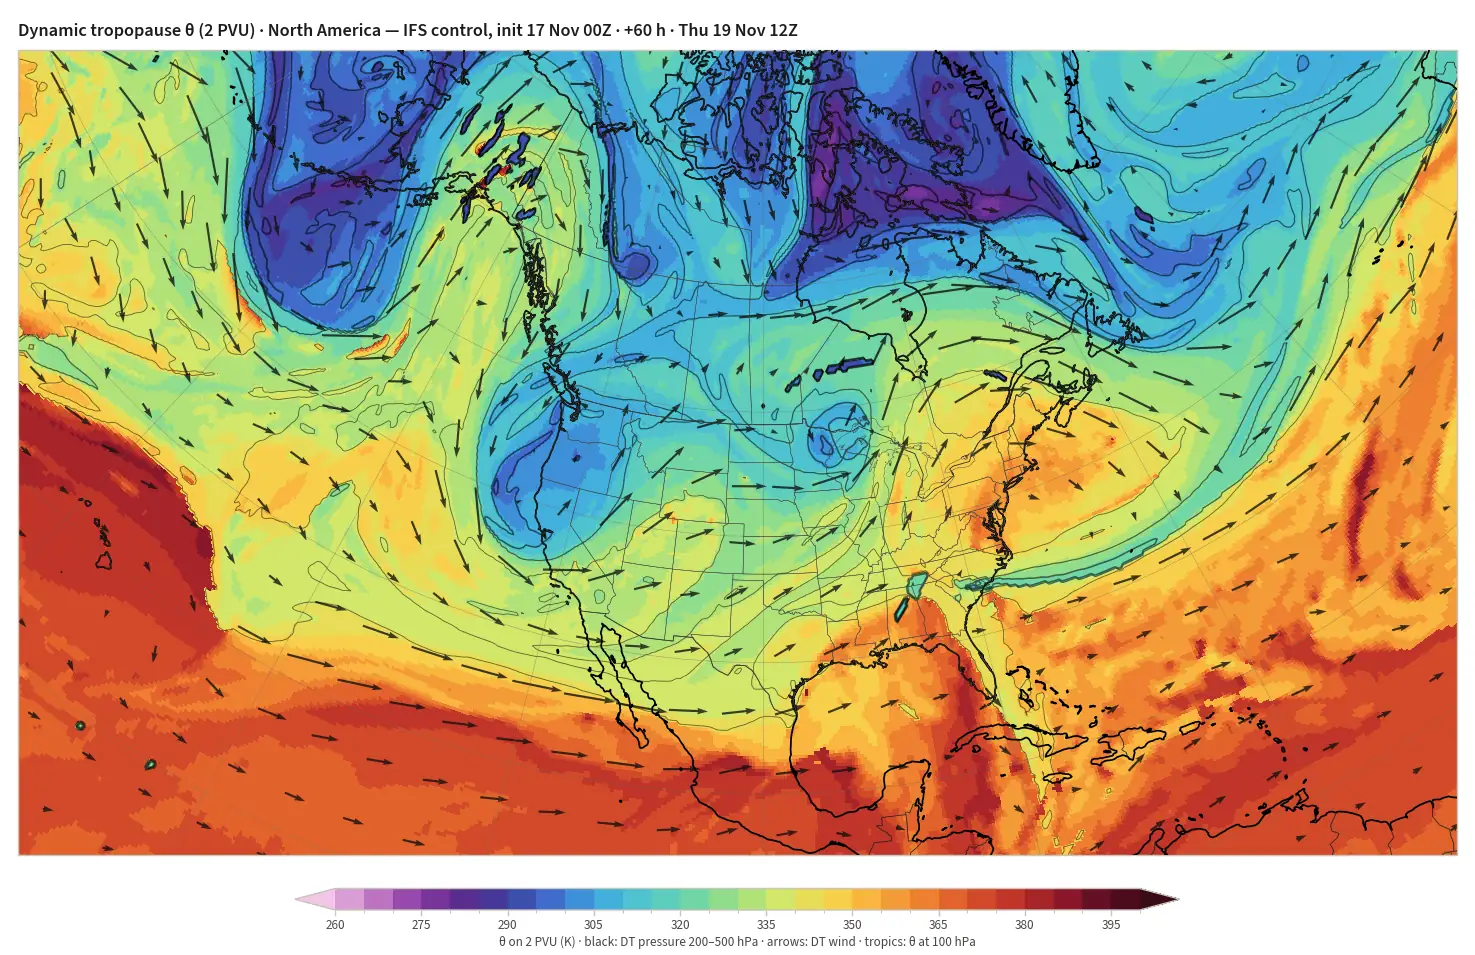 Dynamic tropopause θ (2 PVU) · North America — IFS control, init 17 Nov 00Z · +60 h · Thu 19 Nov 12Z
260 275 290 305 320 335 350 365 380 395
θ on 2 PVU (K) · black: DT pressure 200–500 hPa · arrows: DT wind · tropics: θ at 100 hPa